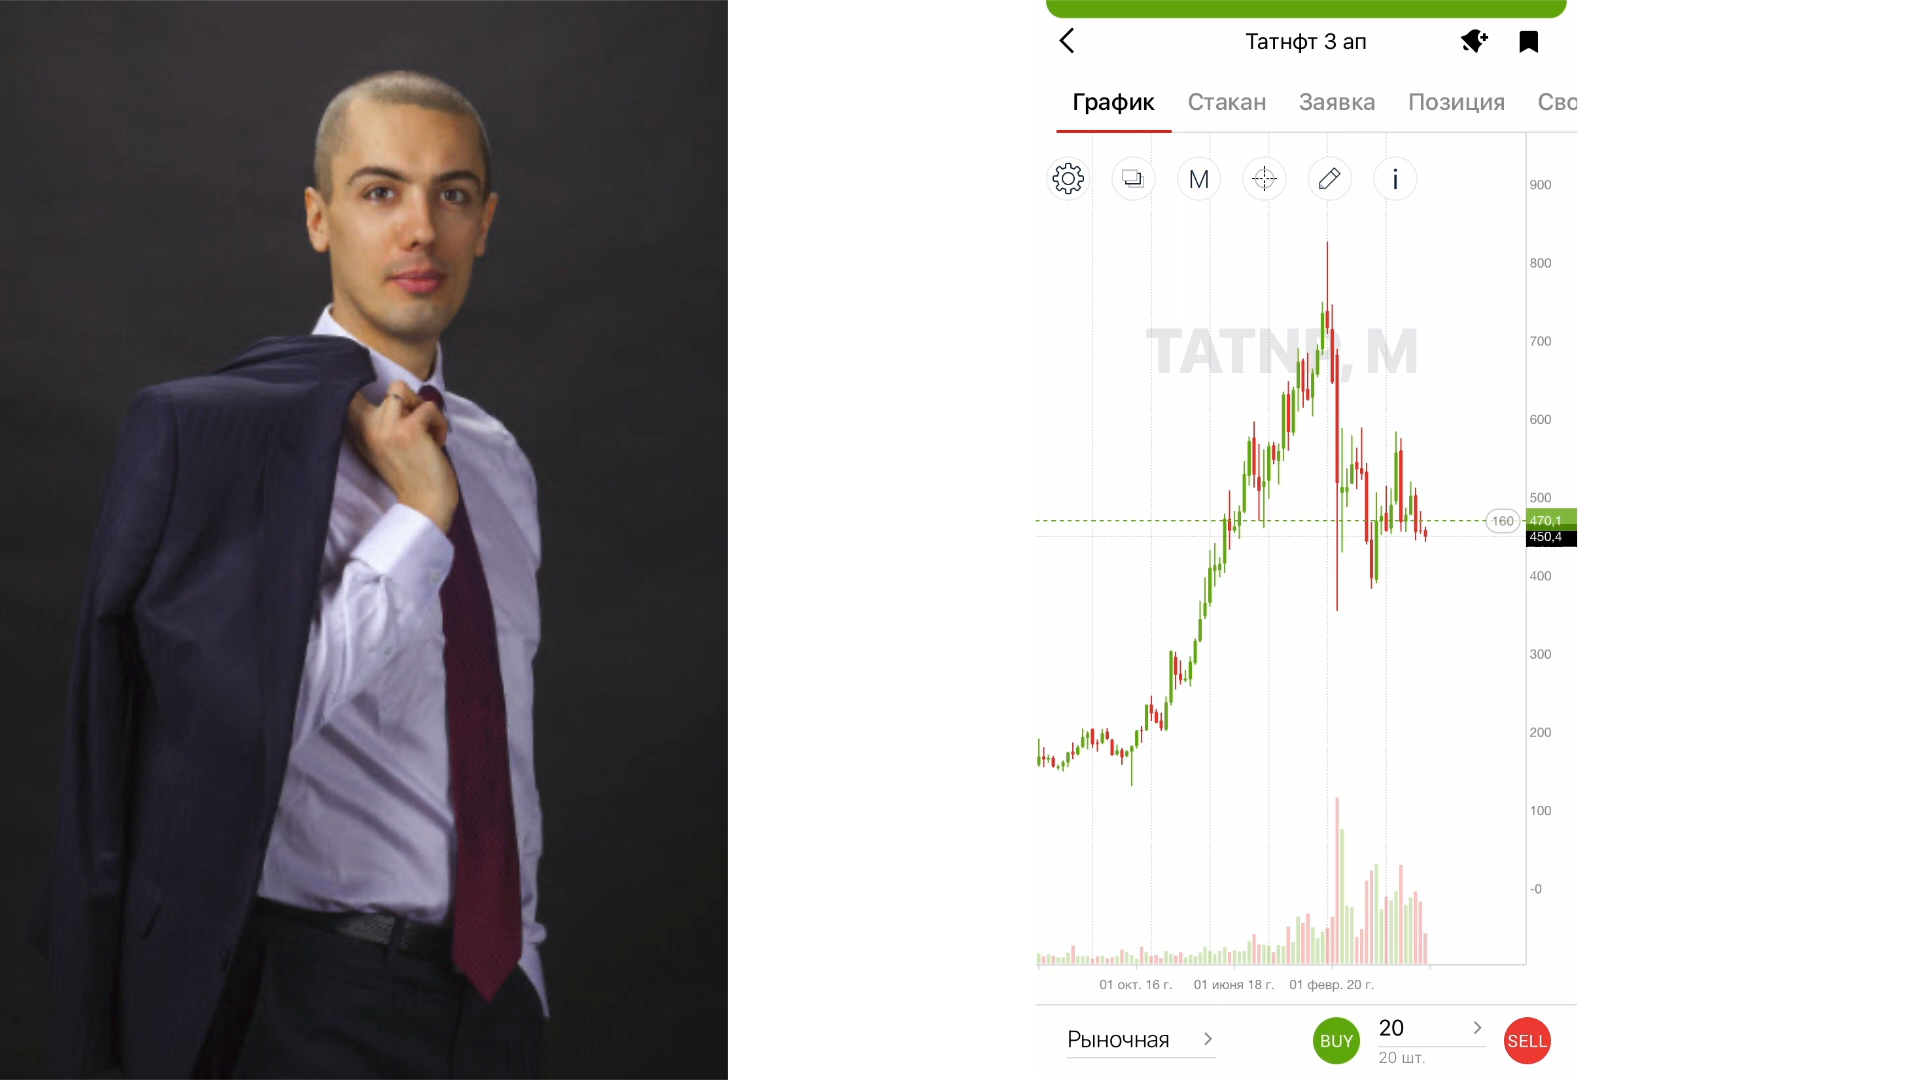 Татнфт 3 ап
График Стакан Заявка Позиция Сво
M i
900
800
TATNP, M
700
600
500
160 470,1
450,4
400
300
200
100
-0
01 окт. 16 г. 01 июня 18 г. 01 февр. 20 г.
Рыночная BUY 20 SELL
20 шт.